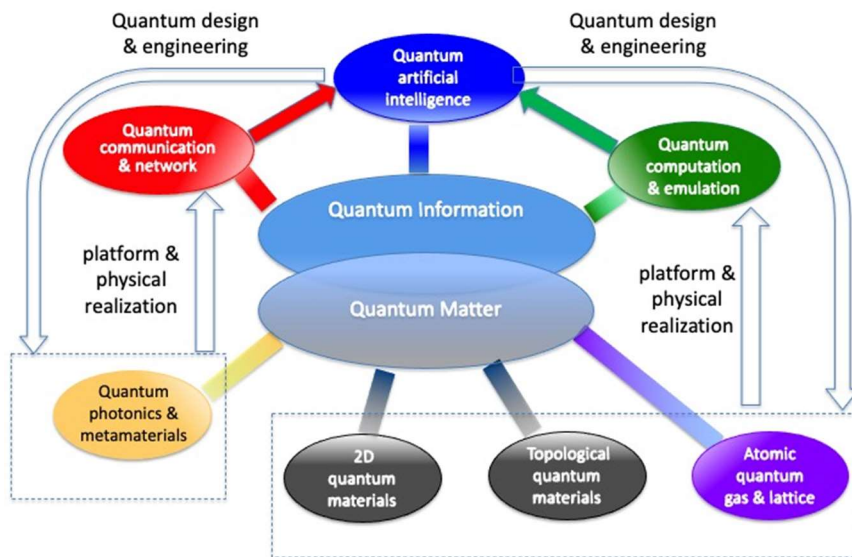 Quantum design
& engineering
Quantum
artificial
intelligence
Quantum design
& engineering
Quantum
communication
& network
Quantum
computation
& emulation
Quantum Information
platform &
physical
realization
platform &
physical
realization
Quantum Matter
Quantum
photonics &
metamaterials
2D
quantum
materials
Topological
quantum
materials
Atomic
quantum
gas & lattice